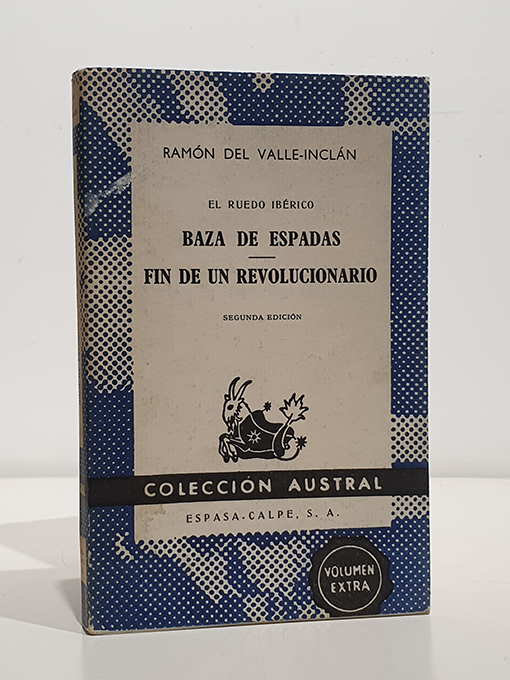 RAMÓN DEL VALLE-INCLÁN
EL RUEDO IBÉRICO
BAZA DE ESPADAS
FIN DE UN REVOLUCIONARIO
SEGUNDA EDICIÓN
COLECCIÓN AUSTRAL
ESPASA-CALPE, S. A.
VOLUMEN
EXTRA